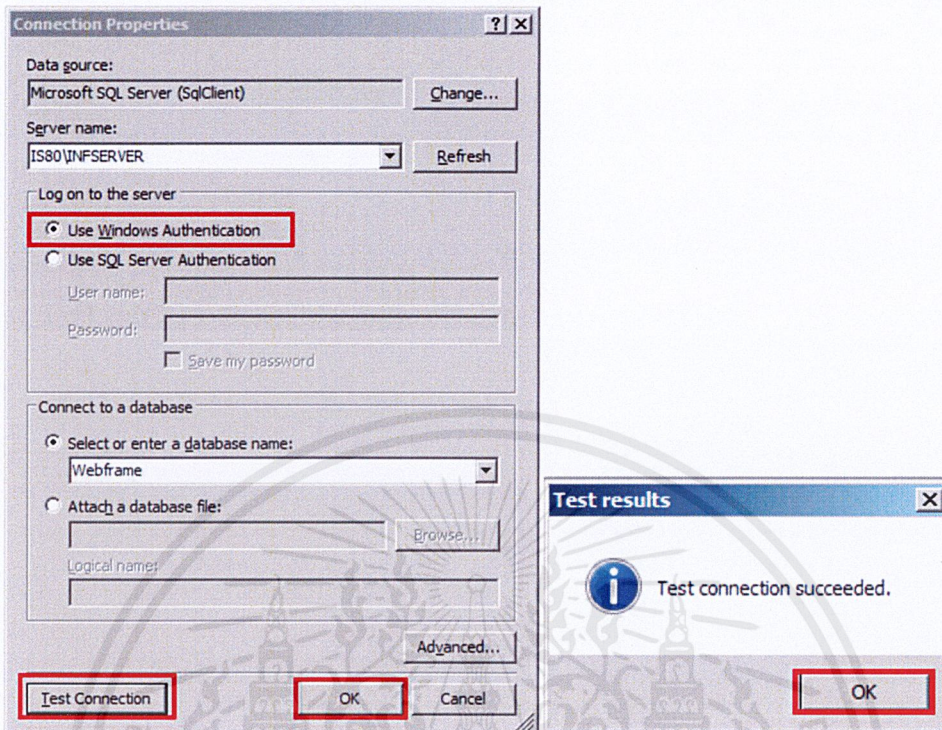 Connection Properties
Data source:
Microsoft SQL Server (SqlClient)
Change...
Server name:
IS80\INFSERVER
Refresh
Log on to the server
Use Windows Authentication
Use SQL Server Authentication
User name:
Password:
Save my password
Connect to a database
Select or enter a database name:
Webframe
Attach a database file:
Browse...
Logical name:
Advanced...
Test Connection
OK
Cancel
Test results
Test connection succeeded.
OK